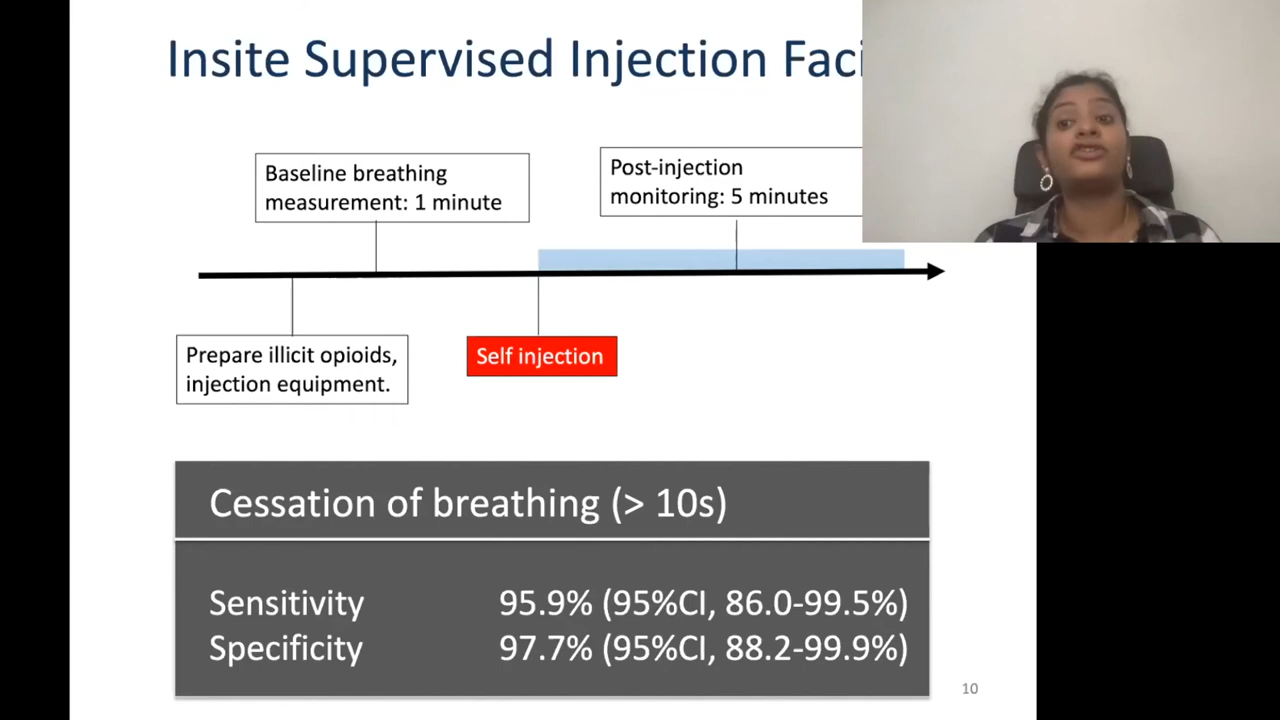 Insite Supervised Injection
Baseline breathing
measurement: 1 minute
Post-injection
monitoring: 5 minutes
Prepare illicit opioids,
injection equipment.
Self injection
Cessation of breathing (> 10s)
Sensitivity 95.9% (95%CI, 86.0-99.5%)
Specificity 97.7% (95%CI, 88.2-99.9%)
10